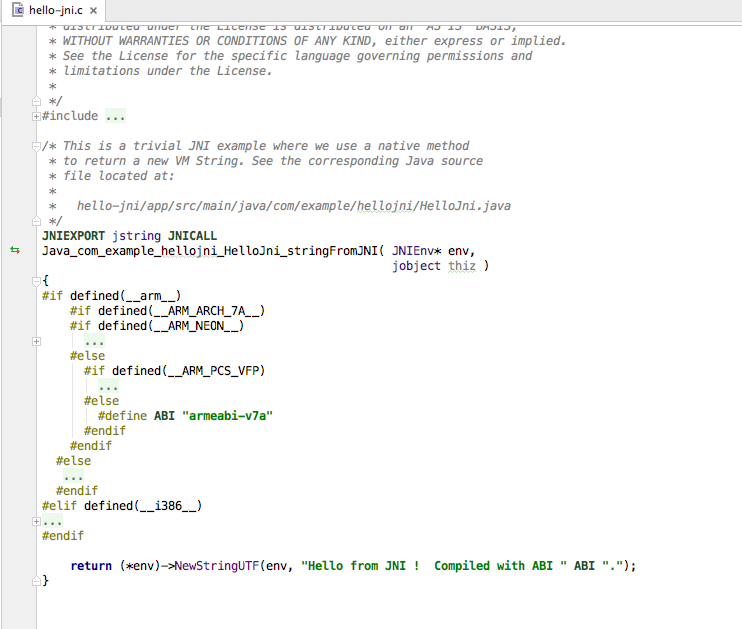 hello-jni.c
* distributed under the License is distributed on an "AS IS" BASIS,
* WITHOUT WARRANTIES OR CONDITIONS OF ANY KIND, either express or implied.
* See the License for the specific language governing permissions and
* limitations under the License.
*
*/
#include ...
/* This is a trivial JNI example where we use a native method
* to return a new VM String. See the corresponding Java source
* file located at:
*
*   hello-jni/app/src/main/java/com/example/hellojni/HelloJni.java
*/
JNIEXPORT jstring JNICALL
Java_com_example_hellojni_HelloJni_stringFromJNI( JNIEnv* env,
                                                  jobject thiz )
{
#if defined(__arm__)
    #if defined(__ARM_ARCH_7A__)
    #if defined(__ARM_NEON__)
      ...
    #else
      #if defined(__ARM_PCS_VFP)
        ...
      #else
        #define ABI "armeabi-v7a"
      #endif
    #endif
  #else
   ...
  #endif
#elif defined(__i386__)
...
#endif
    return (*env)->NewStringUTF(env, "Hello from JNI !  Compiled with ABI " ABI ".");
}